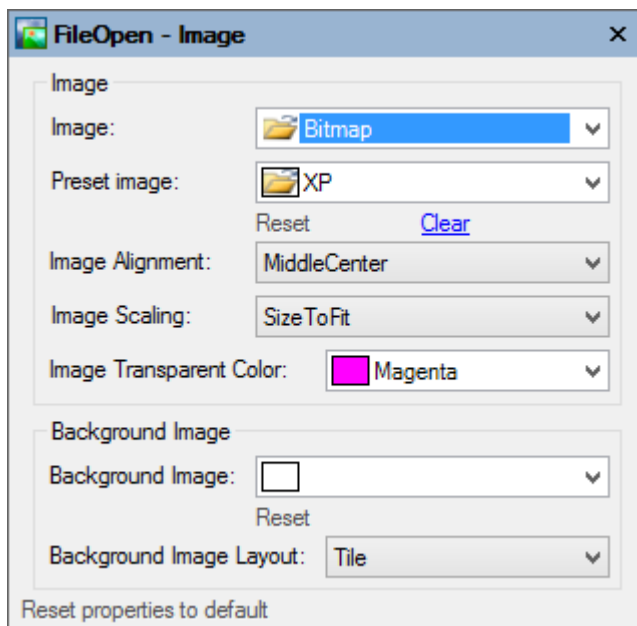 FileOpen - Image
Image
Image: Bitmap
Preset image: XP
Reset Clear
Image Alignment: MiddleCenter
Image Scaling: SizeToFit
Image Transparent Color: Magenta
Background Image
Background Image:
Reset
Background Image Layout: Tile
Reset properties to default